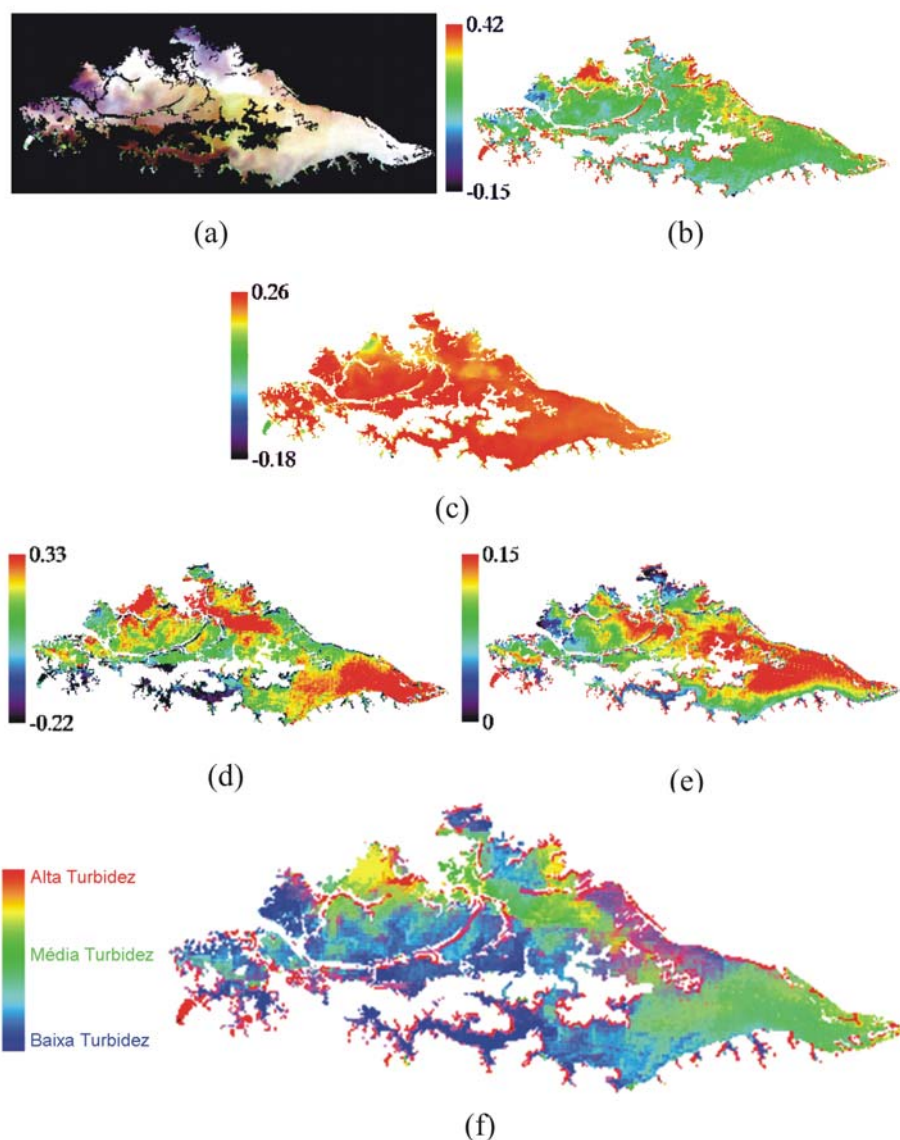 0.42
-0.15
(a)
(b)
0.26
-0.18
(c)
0.33
-0.22
0.15
0
(d)
(e)
Alta Turbidez
Média Turbidez
Baixa Turbidez
(f)